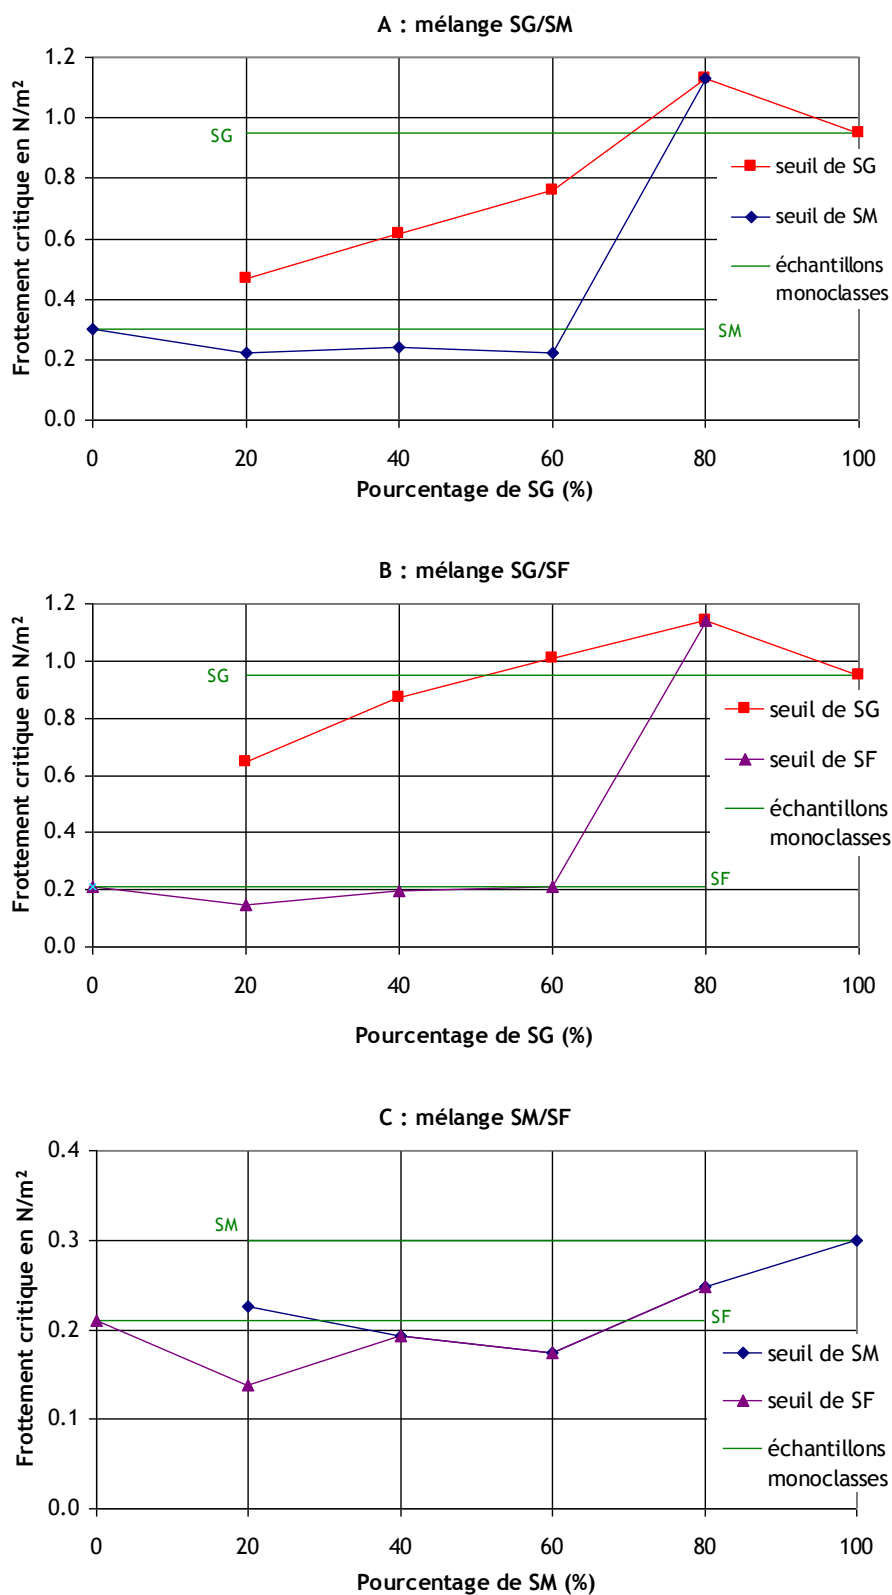 A : mélange SG/SM
Frottement critique en N/m²
1.2
1.0
0.8
0.6
0.4
0.2
0.0
SG
SM
seuil de SG
seuil de SM
échantillons
monoclasses
0 20 40 60 80 100
Pourcentage de SG (%)
B : mélange SG/SF
Frottement critique en N/m²
1.2
1.0
0.8
0.6
0.4
0.2
0.0
SG
SF
seuil de SG
seuil de SF
échantillons
monoclasses
0 20 40 60 80 100
Pourcentage de SG (%)
C : mélange SM/SF
Frottement critique en N/m²
0.4
0.3
0.2
0.1
0.0
SM
SF
seuil de SM
seuil de SF
échantillons
monoclasses
0 20 40 60 80 100
Pourcentage de SM (%)